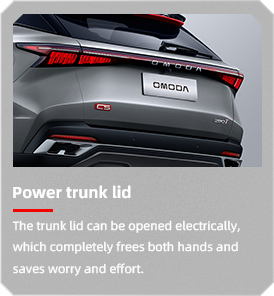 OMODA
OMODA
C5
290T
Power trunk lid
The trunk lid can be opened electrically,
which completely frees both hands and
saves worry and effort.